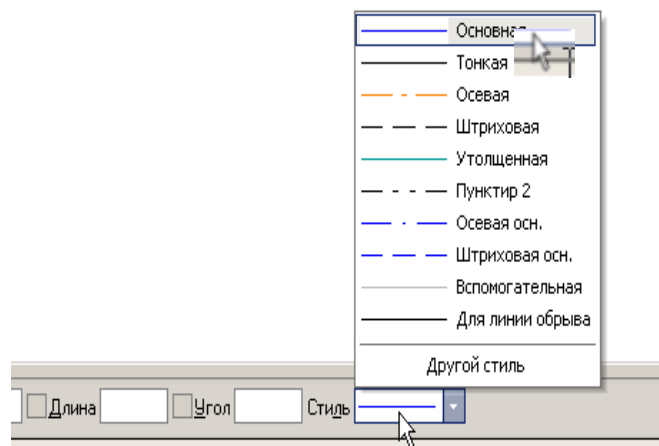 Основная
Тонкая
Осевая
Штриховая
Утолщенная
Пунктир 2
Осевая осн.
Штриховая осн.
Вспомогательная
Для линии обрыва
Другой стиль
Длина Угол Стиль